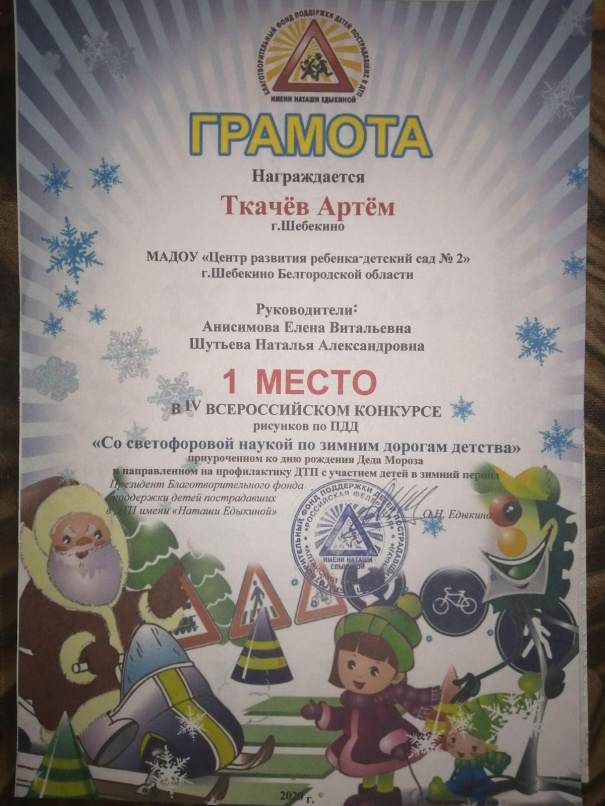 БЛАГОТВОРИТЕЛЬНЫЙ ФОНД ПОДДЕРЖКИ ДЕТЕЙ ПОСТРАДАВШИХ В ДТП
ИМЕНИ НАТАШИ ЕДЫКИНОЙ
ГРАМОТА
Награждается
Ткачёв Артём
г.Шебекино
МАДОУ «Центр развития ребенка-детский сад № 2»
г.Шебекино Белгородской области
Руководители:
Анисимова Елена Витальевна
Шутьева Наталья Александровна
1 МЕСТО
В IV ВСЕРОССИЙСКОМ КОНКУРСЕ
рисунков по ПДД
«Со светофоровой наукой по зимним дорогам детства»
приуроченном ко дню рождения Деда Мороза
и направленном на профилактику ДТП с участием детей в зимний период
Президент Благотворительного фонда
поддержки детей пострадавших
в ДТП имени «Наташи Едыкиной»
О.Н. Едыкина
ФОНД ПОДДЕРЖКИ ДЕТЕЙ
РОССИЙСКАЯ ФЕДЕРАЦИЯ
ИМЕНИ НАТАШИ
ЕДЫКИНОЙ
2020 г.